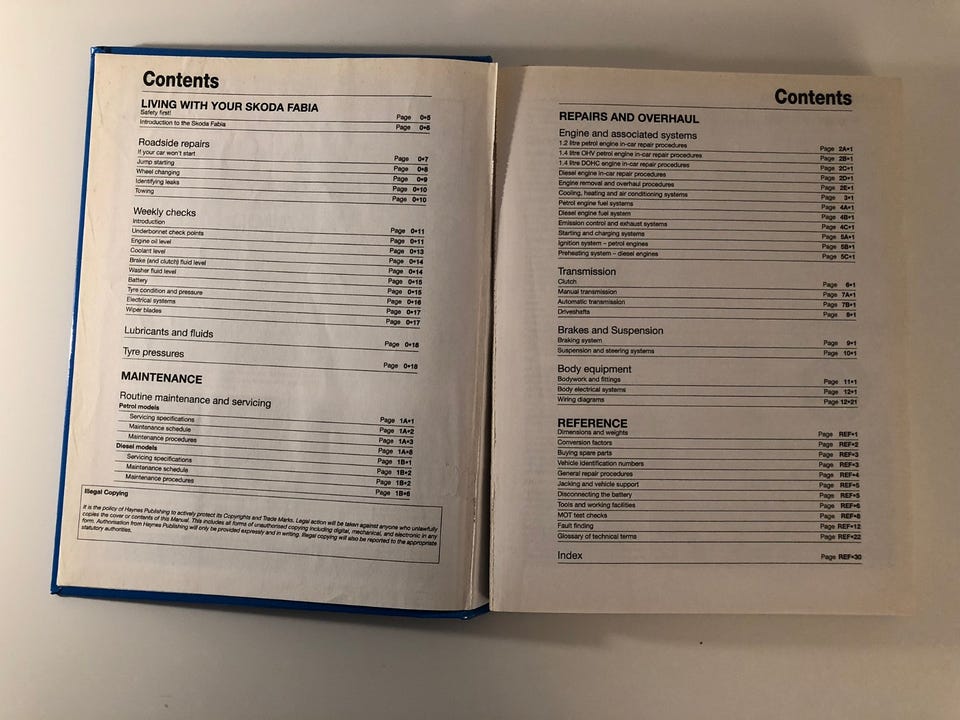 Contents
LIVING WITH YOUR SKODA FABIA
Safety first! Page 0•5
Introduction to the Skoda Fabia Page 0•6
Roadside repairs
If your car won't start Page 0•7
Jump starting Page 0•8
Wheel changing Page 0•9
Identifying leaks Page 0•10
Towing Page 0•10
Weekly checks
Introduction Page 0•11
Underbonnet check points Page 0•11
Engine oil level Page 0•13
Coolant level Page 0•14
Brake (and clutch) fluid level Page 0•14
Washer fluid level Page 0•15
Battery Page 0•15
Tyre condition and pressure Page 0•16
Electrical systems Page 0•17
Wiper blades Page 0•17
Lubricants and fluids Page 0•18
Tyre pressures Page 0•18
MAINTENANCE
Routine maintenance and servicing
Petrol models Page 1A•1
Servicing specifications Page 1A•2
Maintenance schedule Page 1A•3
Maintenance procedures Page 1A•8
Diesel models Page 1B•1
Servicing specifications Page 1B•2
Maintenance schedule Page 1B•2
Maintenance procedures Page 1B•8
Illegal Copying
It is the policy of Haynes Publishing to actively protect its Copyrights and Trade Marks. Legal action will be taken against anyone who unlawfully
copies the cover or contents of this Manual. This includes all forms of unauthorised copying including digital, mechanical, and electronic in any
form. Authorisation from Haynes Publishing will only be provided expressly and in writing. Illegal copying will also be reported to the appropriate
statutory authorities.
Contents
REPAIRS AND OVERHAUL
Engine and associated systems
1.2 litre petrol engine in-car repair procedures Page 2A•1
1.4 litre OHV petrol engine in-car repair procedures Page 2B•1
1.4 litre DOHC engine in-car repair procedures Page 2C•1
Diesel engine in-car repair procedures Page 2D•1
Engine removal and overhaul procedures Page 2E•1
Cooling, heating and air conditioning systems Page 3•1
Petrol engine fuel systems Page 4A•1
Diesel engine fuel system Page 4B•1
Emission control and exhaust systems Page 4C•1
Starting and charging systems Page 5A•1
Ignition system – petrol engines Page 5B•1
Preheating system – diesel engines Page 5C•1
Transmission
Clutch Page 6•1
Manual transmission Page 7A•1
Automatic transmission Page 7B•1
Driveshafts Page 8•1
Brakes and Suspension
Braking system Page 9•1
Suspension and steering systems Page 10•1
Body equipment
Bodywork and fittings Page 11•1
Body electrical systems Page 12•1
Wiring diagrams Page 12•21
REFERENCE
Dimensions and weights Page REF•1
Conversion factors Page REF•2
Buying spare parts Page REF•3
Vehicle identification numbers Page REF•3
General repair procedures Page REF•4
Jacking and vehicle support Page REF•5
Disconnecting the battery Page REF•5
Tools and working facilities Page REF•6
MOT test checks Page REF•8
Fault finding Page REF•12
Glossary of technical terms Page REF•22
Index Page REF•30